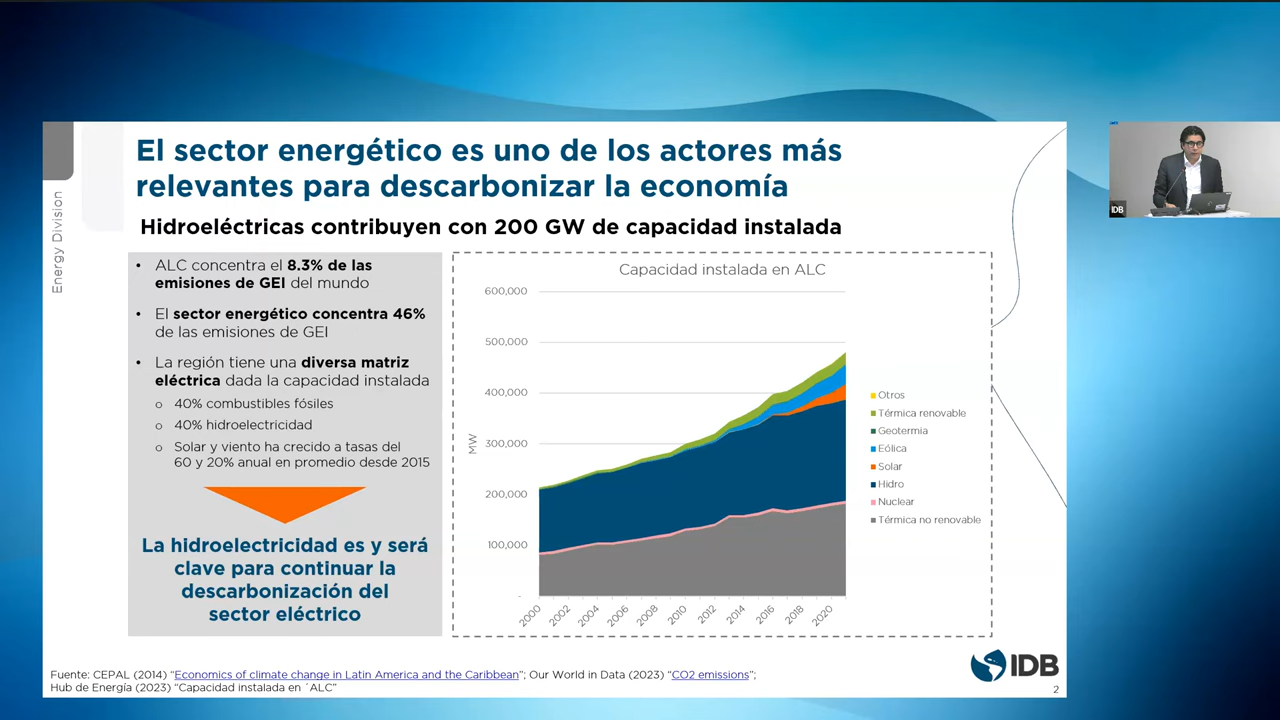 El sector energético es uno de los actores más
relevantes para descarbonizar la economía
Energy Division
Hidroeléctricas contribuyen con 200 GW de capacidad instalada
• ALC concentra el 8.3% de las
emisiones de GEI del mundo
• El sector energético concentra 46%
de las emisiones de GEI
• La región tiene una diversa matriz
eléctrica dada la capacidad instalada
o 40% combustibles fósiles
o 40% hidroelectricidad
o Solar y viento ha crecido a tasas del
60 y 20% anual en promedio desde 2015
La hidroelectricidad es y será
clave para continuar la
descarbonización del
sector eléctrico
Capacidad instalada en ALC
600,000
500,000
400,000
300,000
200,000
100,000
-
MW
2000
2002
2004
2006
2008
2010
2012
2014
2016
2018
2020
Otros
Térmica renovable
Geotermia
Eólica
Solar
Hidro
Nuclear
Térmica no renovable
Fuente: CEPAL (2014) “Economics of climate change in Latin America and the Caribbean”; Our World in Data (2023) “CO2 emissions”;
Hub de Energía (2023) “Capacidad instalada en ´ALC”
IDB
2
IDB